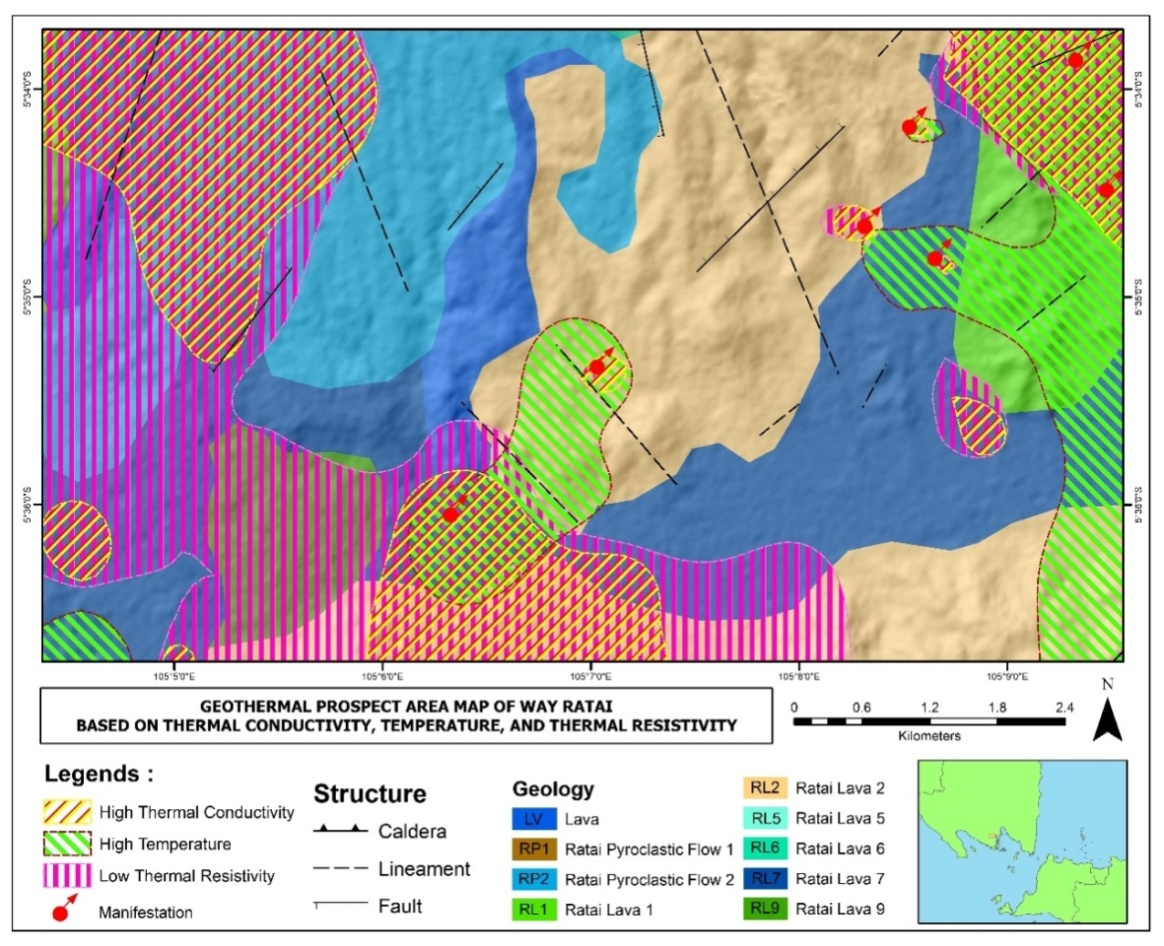 5°34'0"S
5°34'0"S
5°35'0"S
5°35'0"S
5°36'0"S
5°36'0"S
105°5'0"E
105°6'0"E
105°7'0"E
105°8'0"E
105°9'0"E
GEOTHERMAL PROSPECT AREA MAP OF WAY RATAI
BASED ON THERMAL CONDUCTIVITY, TEMPERATURE, AND THERMAL RESISTIVITY
0 0.6 1.2 1.8 2.4
Kilometers
N
Legends :
High Thermal Conductivity
High Temperature
Low Thermal Resistivity
Manifestation
Structure
Caldera
Lineament
Fault
Geology
LV Lava
RP1 Ratai Pyroclastic Flow 1
RP2 Ratai Pyroclastic Flow 2
RL1 Ratai Lava 1
RL2 Ratai Lava 2
RL5 Ratai Lava 5
RL6 Ratai Lava 6
RL7 Ratai Lava 7
RL9 Ratai Lava 9